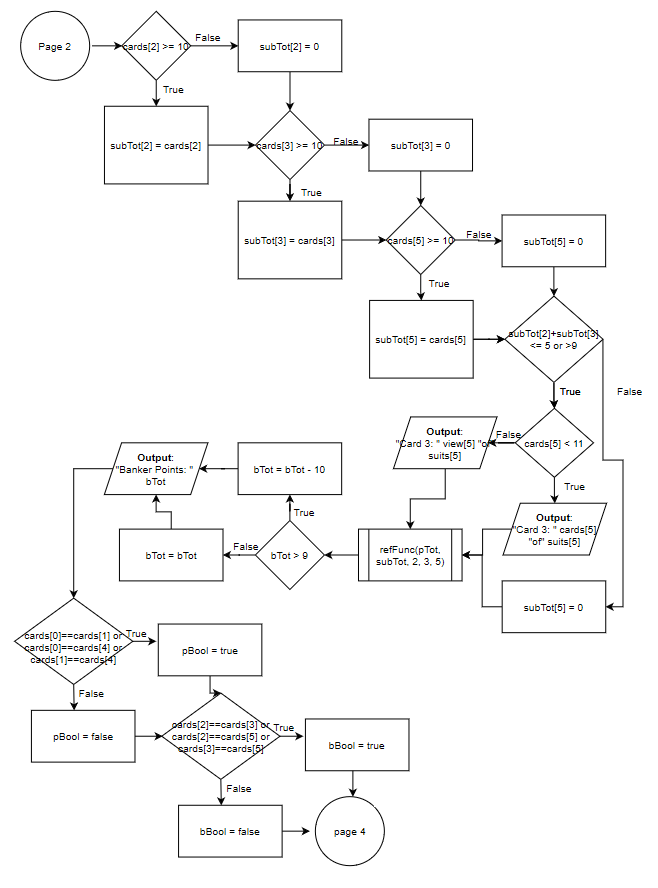 Page 2
cards[2] >= 10
False
subTot[2] = 0
True
subTot[2] = cards[2]
cards[3] >= 10
False
subTot[3] = 0
True
subTot[3] = cards[3]
cards[5] >= 10
False
subTot[5] = 0
True
subTot[5] = cards[5]
subTot[2]+subTot[3]
<= 5 or >9
True
False
cards[5] < 11
False
Output:
"Card 3: " view[5] "of"
suits[5]
True
Output:
"Card 3: " cards[5]
"of" suits[5]
subTot[5] = 0
refFunc(pTot,
subTot, 2, 3, 5)
bTot > 9
True
bTot = bTot - 10
False
bTot = bTot
Output:
"Banker Points: "
bTot
cards[0]==cards[1] or
cards[0]==cards[4] or
cards[1]==cards[4]
True
pBool = true
False
pBool = false
cards[2]==cards[3] or
cards[2]==cards[5] or
cards[3]==cards[5]
True
bBool = true
False
bBool = false
page 4